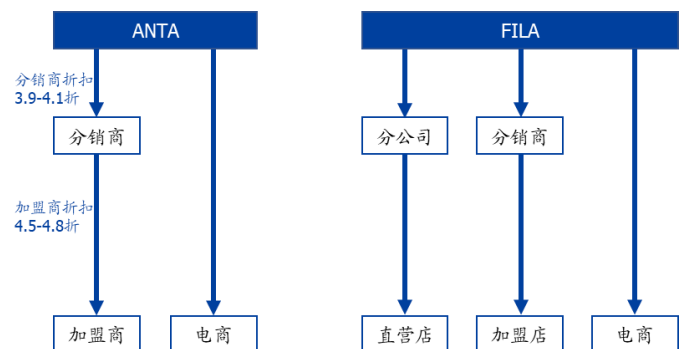 ANTA
FILA
分销商折扣
3.9-4.1折
分销商
分公司
分销商
加盟商折扣
4.5-4.8折
加盟商
电商
直营店
加盟店
电商